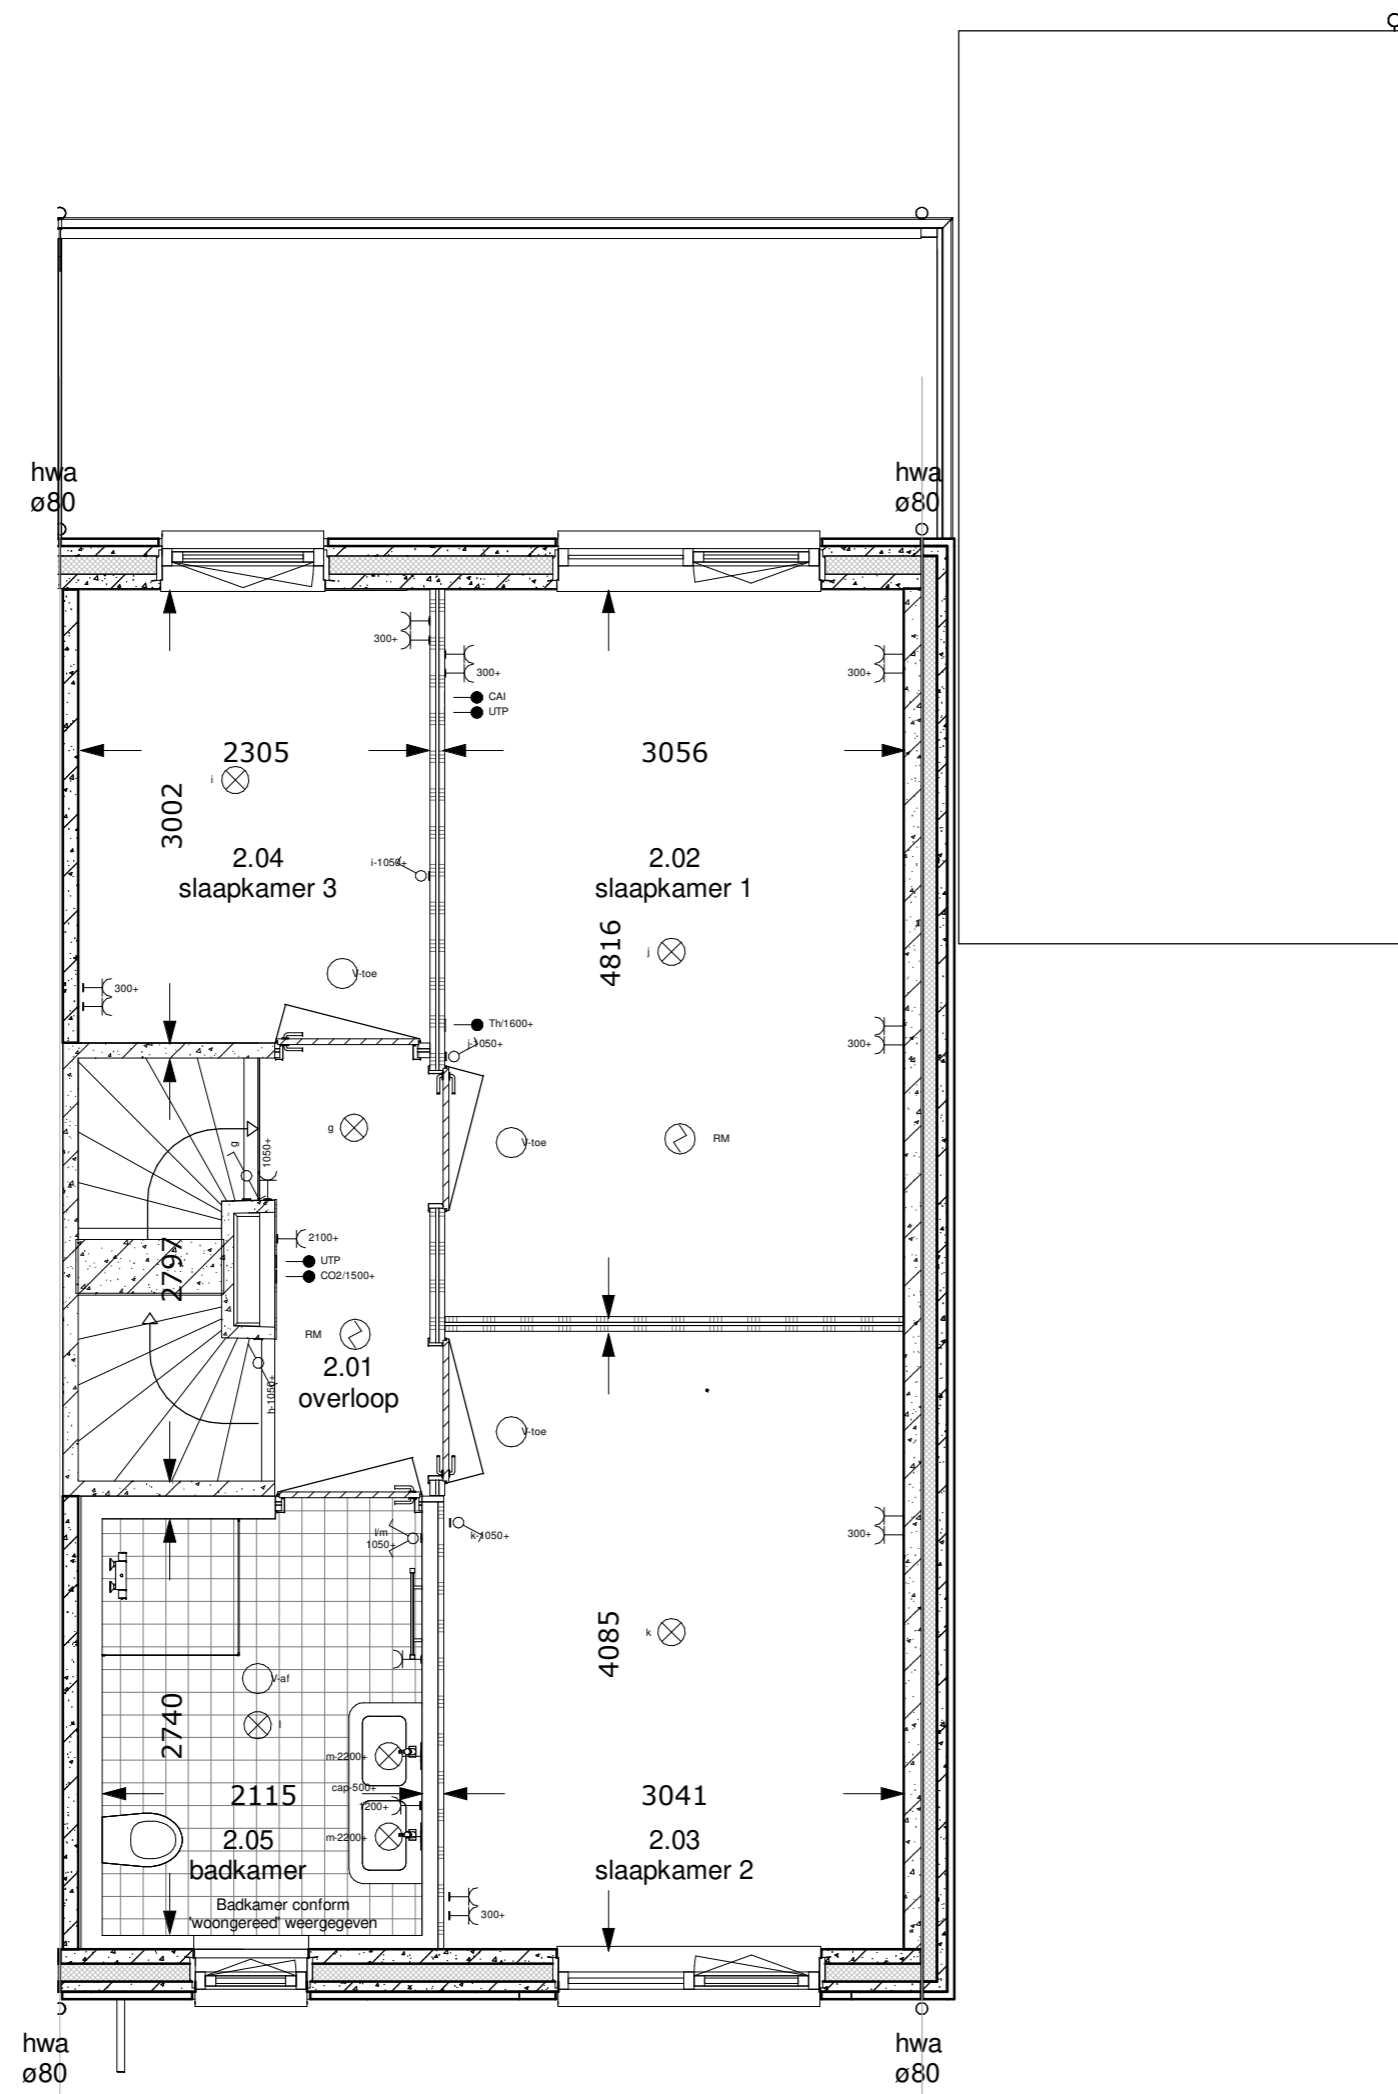 hwa
ø80
hwa
ø80
300+
300+
300+
CAI
UTP
2305
3056
i
3002
2.04
slaapkamer 3
i-1050+
2.02
slaapkamer 1
4816
j
V-toe
300+
Th/1600+
j-1050+
300+
g
g
1050+
V-toe
RM
2100+
UTP
CO2/1500+
2797
RM
2.01
overloop
h-1050+
V-toe
l/m
1050+
k-1050+
300+
4085
k
V-af
l
2740
m-2200+
cap-500+
2115
1200+
3041
m-2200+
2.05
badkamer
2.03
slaapkamer 2
Badkamer conform
'woongereed' weergegeven
300+
hwa
ø80
hwa
ø80